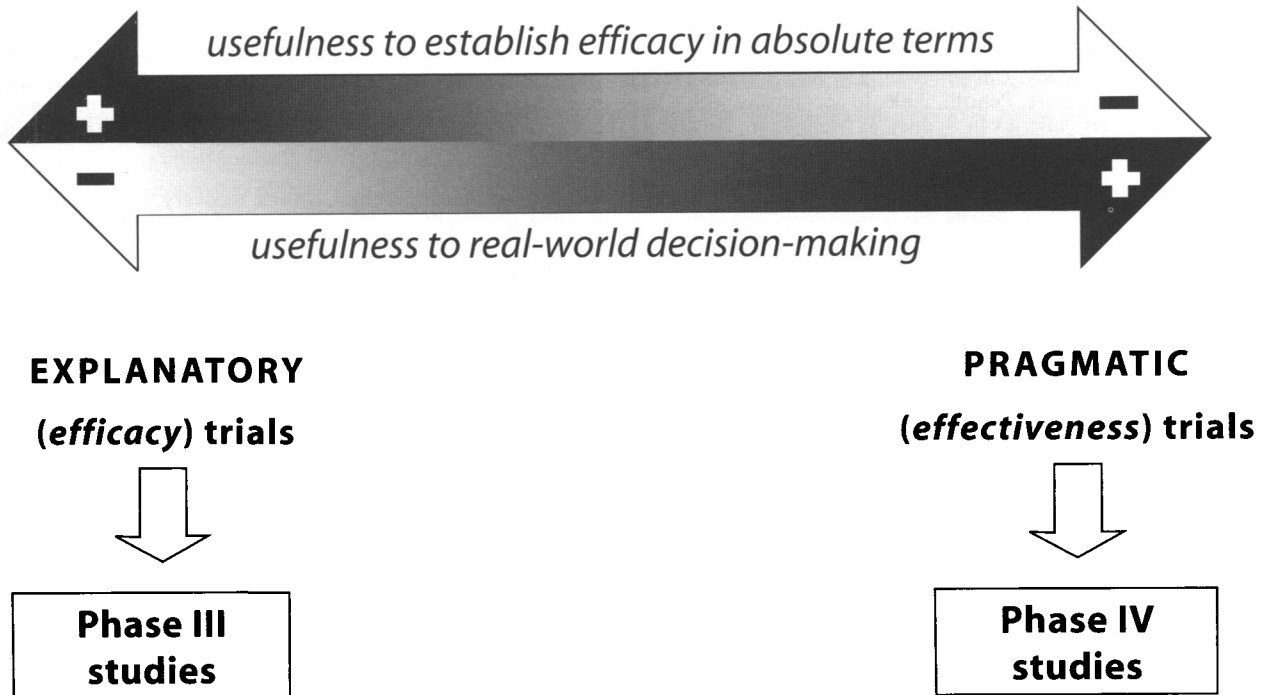 usefulness to establish efficacy in absolute terms
+
−
−
+
usefulness to real-world decision-making
EXPLANATORY
(efficacy) trials
PRAGMATIC
(effectiveness) trials
Phase III
studies
Phase IV
studies